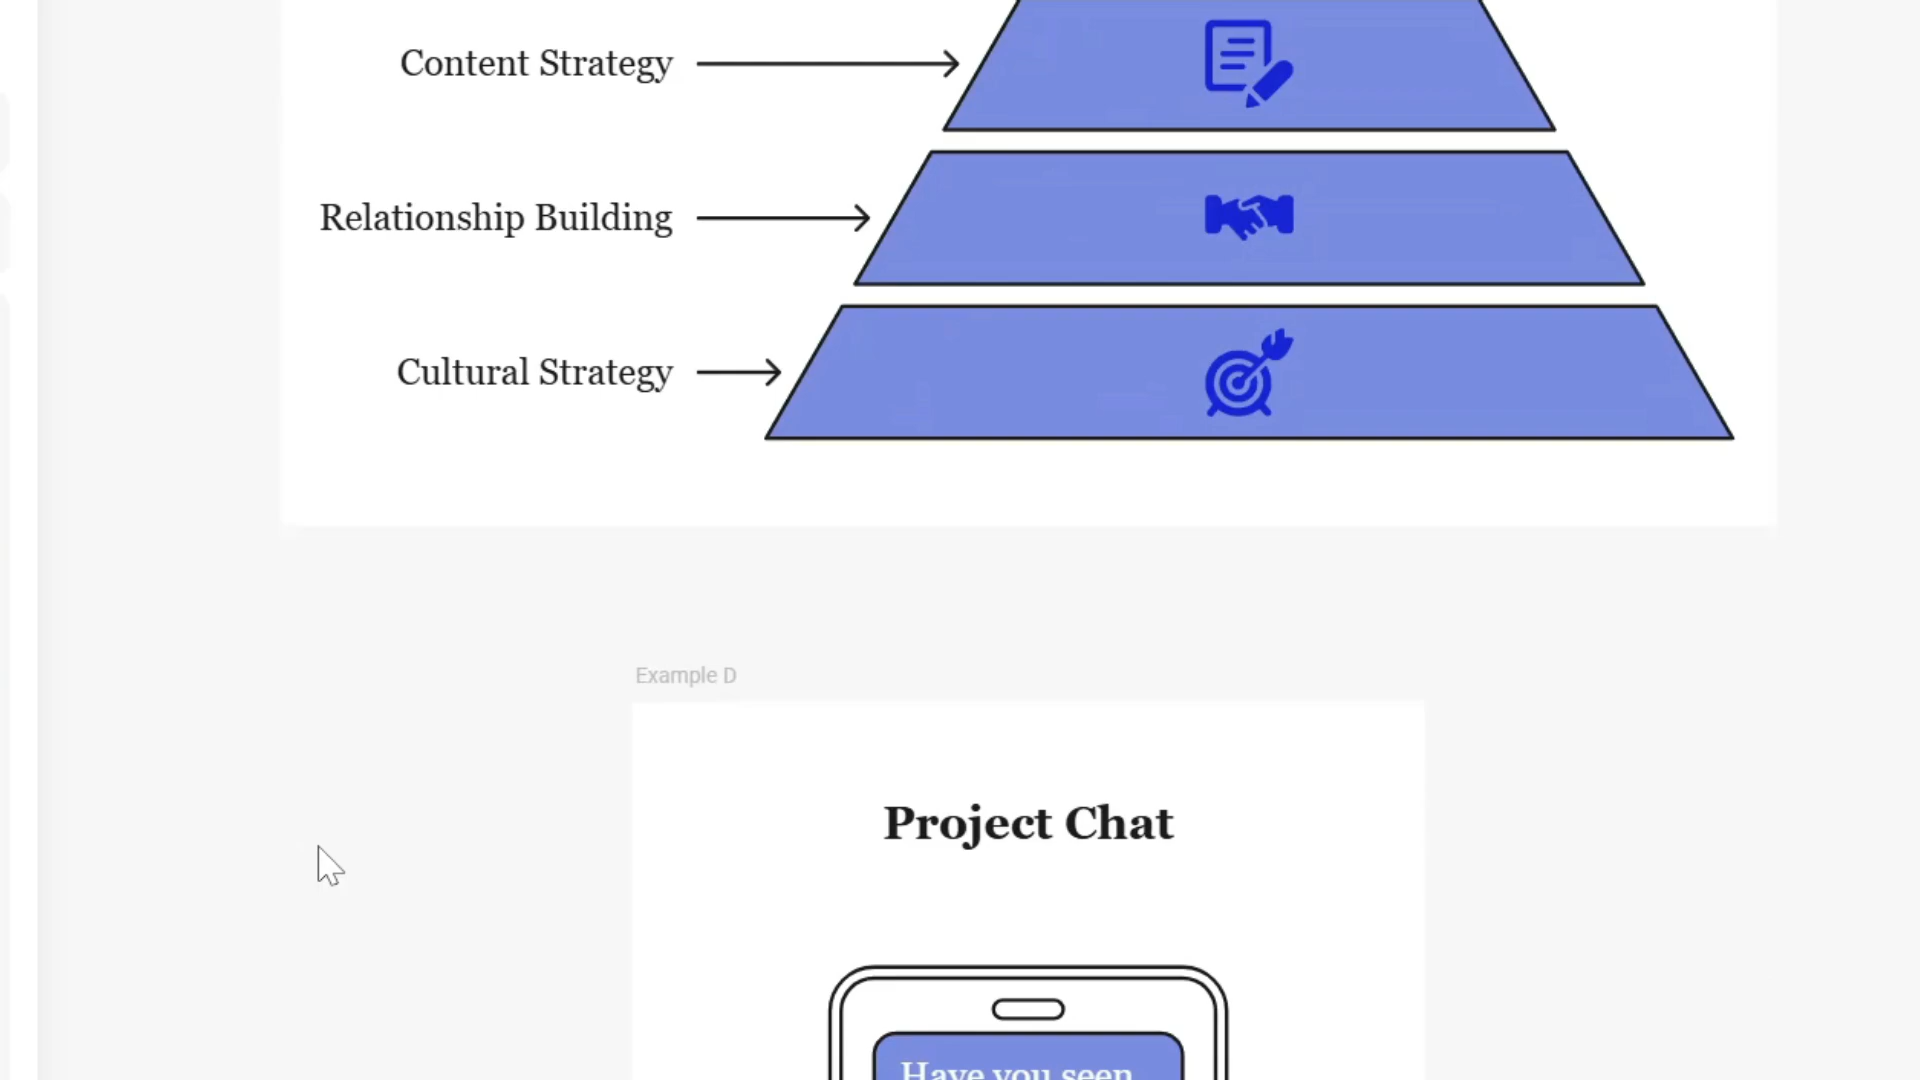 Content Strategy
Relationship Building
Cultural Strategy
Example D
Project Chat
Have you seen